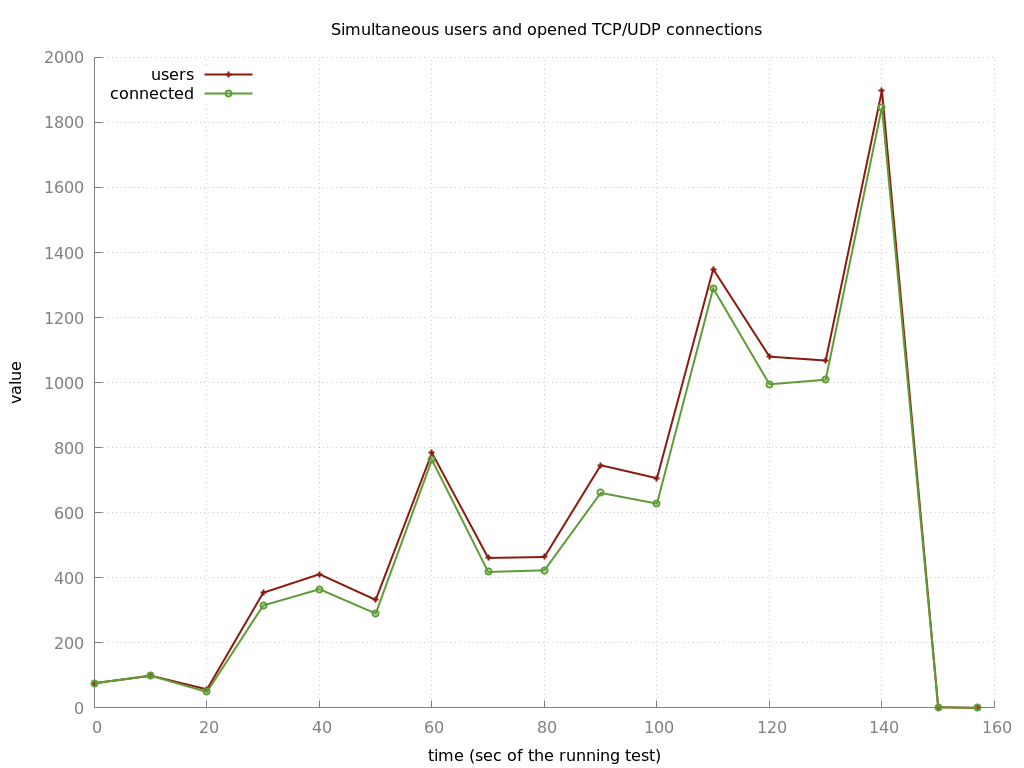 Simultaneous users and opened TCP/UDP connections
2000
users
connected
1800
1600
1400
1200
1000
800
600
400
200
0
value
0 20 40 60 80 100 120 140 160
time (sec of the running test)